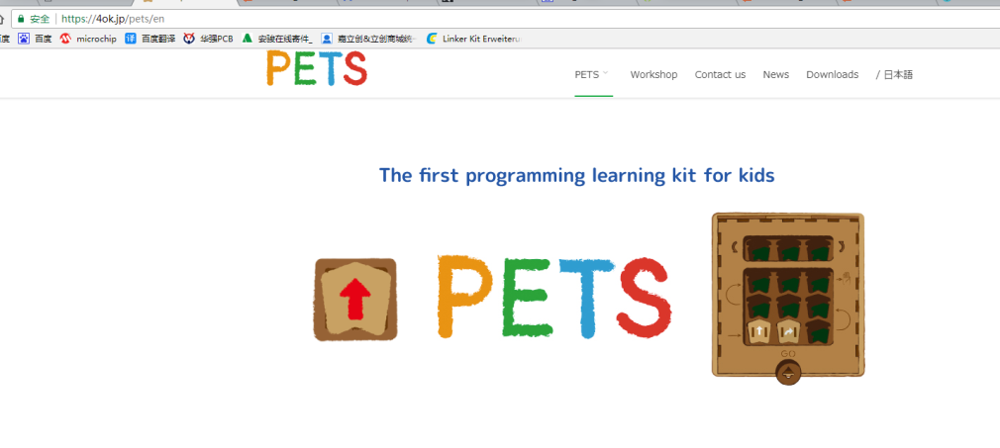 安全 https://4ok.jp/pets/en
百度 microchip 百度翻译 华强PCB 安骏在线寄件_ 嘉立创&立创商城统- Linker Kit Erweiteru
PETS
PETS Workshop Contact us News Downloads / 日本語
The first programming learning kit for kids
PETS
GO